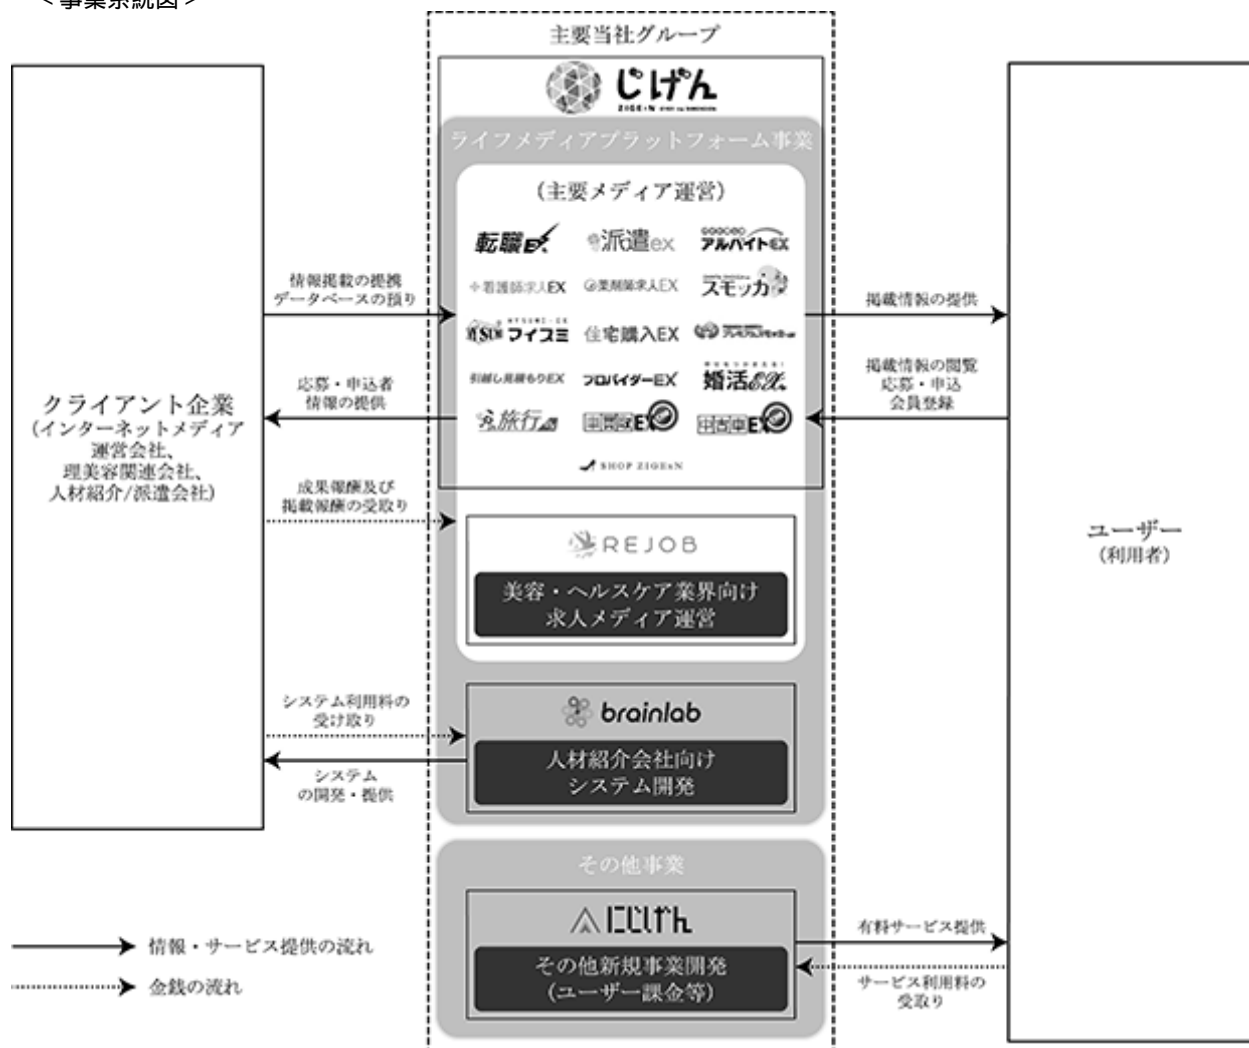 ＜事業系統図＞
主要当社グループ
じげん
ZIGExN
ライフメディアプラットフォーム事業
(主要メディア運営)
転職EX
派遣ex
アルバイトEX
看護師求人EX
薬剤師求人EX
スモッカ
MYSUMI-EX
マイスミ
住宅購入EX
引越し見積もりEX
プロバイダーEX
婚活EX
旅行
車買取EX
中古車EX
SHOP ZIGExN
REJOB
美容・ヘルスケア業界向け
求人メディア運営
brainlab
人材紹介会社向け
システム開発
その他事業
にじげん
その他新規事業開発
(ユーザー課金等)
クライアント企業
(インターネットメディア
運営会社、
理美容関連会社、
人材紹介/派遣会社)
情報掲載の提携
データベースの預り
応募・申込者
情報の提供
成果報酬及び
掲載報酬の受取り
システム利用料の
受け取り
システム
の開発・提供
掲載情報の提供
掲載情報の閲覧
応募・申込
会員登録
ユーザー
(利用者)
有料サービス提供
サービス利用料の
受取り
情報・サービス提供の流れ
金銭の流れ